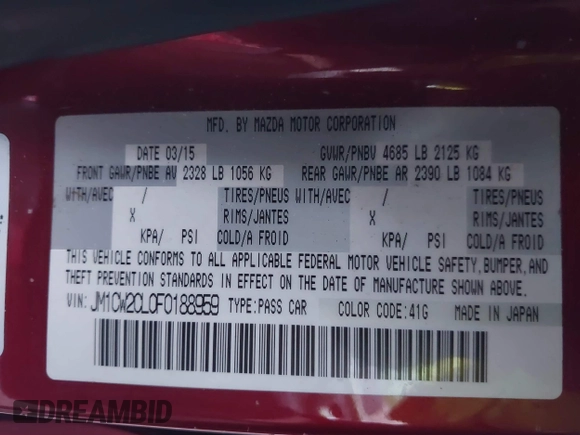 MFD. BY MAZDA MOTOR CORPORATION
DATE 03/15 GVWR/PNBV 4685 LB 2125 KG
FRONT GAWR/PNBE AV 2328 LB 1056 KG REAR GAWR/PNBE AR 2390 LB 1084 KG
WITH/AVEC / TIRES/PNEUS WITH/AVEC / TIRES/PNEUS
X RIMS/JANTES X RIMS/JANTES
KPA/ PSI COLD/A FROID KPA/ PSI COLD/A FROID
THIS VEHICLE CONFORMS TO ALL APPLICABLE FEDERAL MOTOR VEHICLE SAFETY,BUMPER,AND
THEFT PREVENTION STANDARDS IN EFFECT ON THE DATE OF MANUFACTURE SHOWN ABOVE.
VIN: JM1CW2CL0F0188959 TYPE:PASS CAR COLOR CODE:41G MADE IN JAPAN
DREAMBID